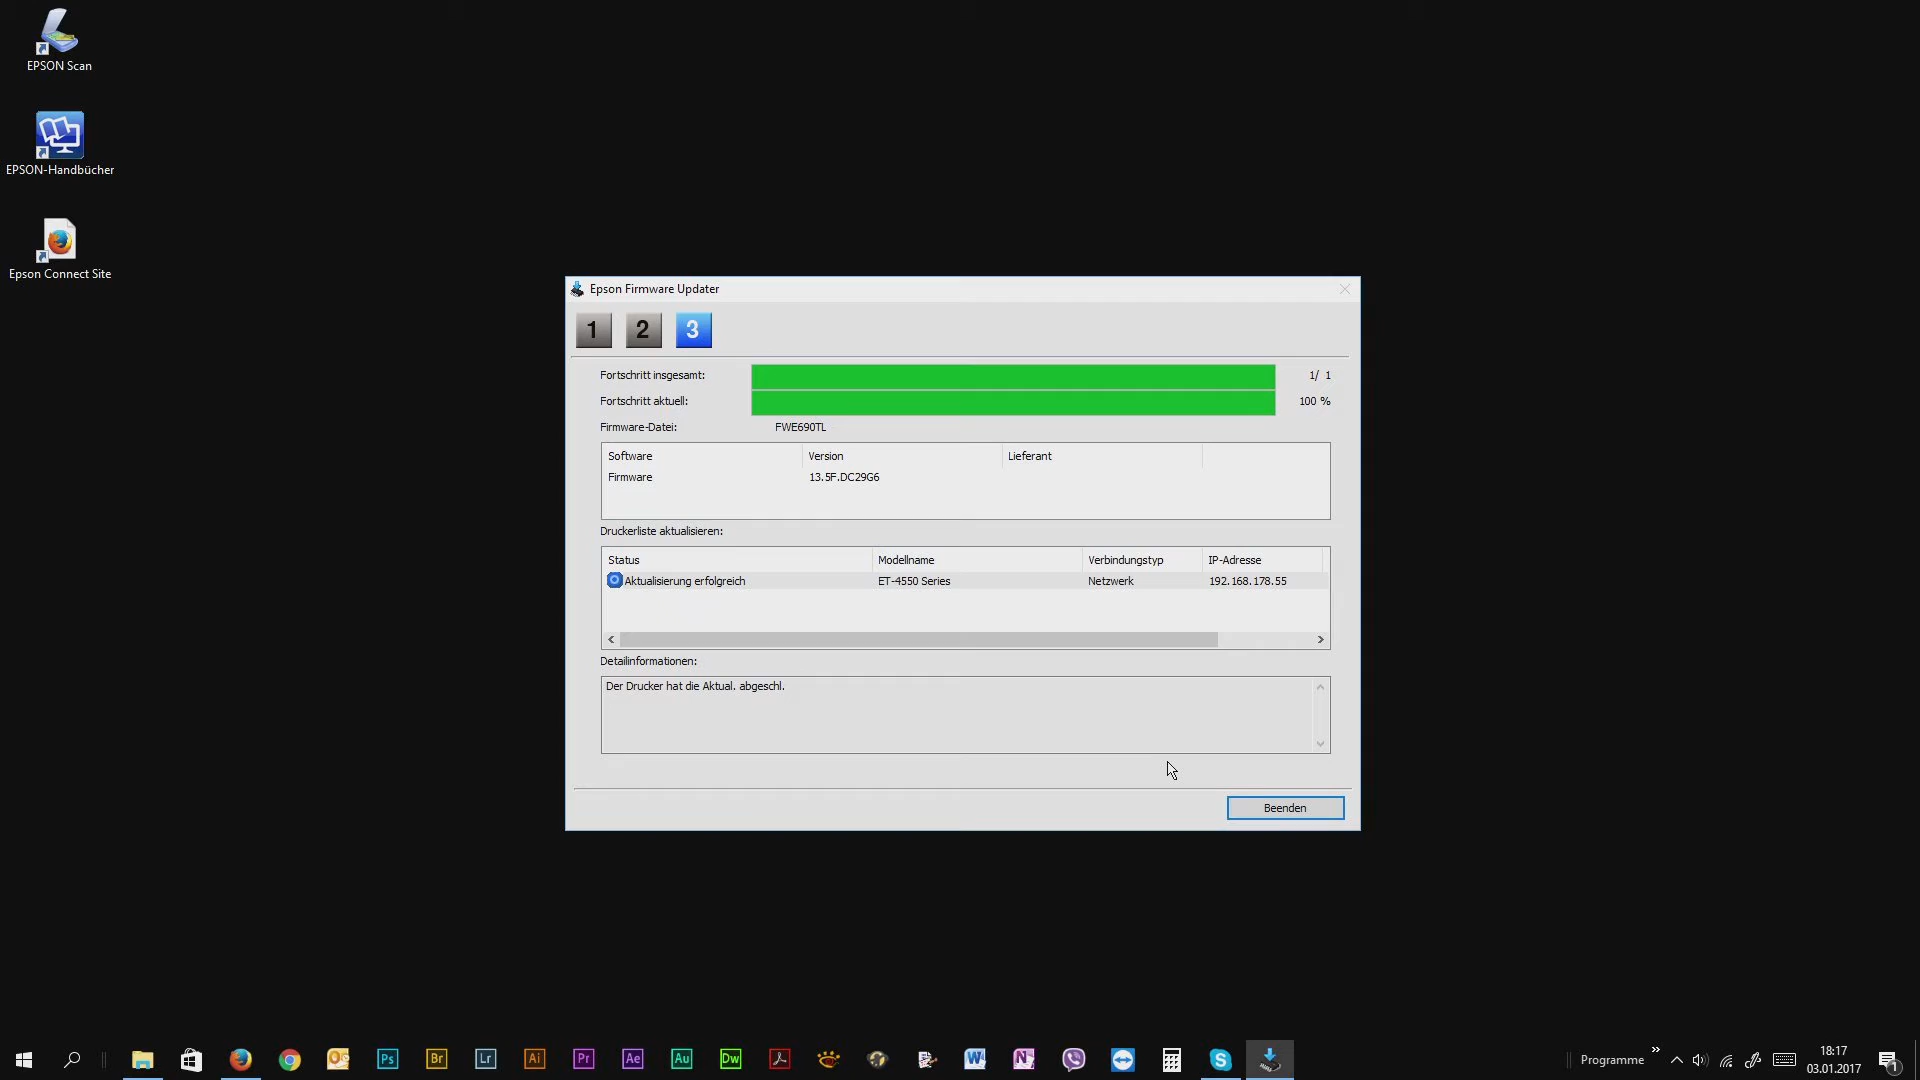 EPSON Scan
EPSON-Handbücher
Epson Connect Site
Epson Firmware Updater
1 2 3
Fortschritt insgesamt: 1/ 1
Fortschritt aktuell: 100 %
Firmware-Datei: FWE690TL
Software Version Lieferant
Firmware 13.5F.DC29G6
Druckerliste aktualisieren:
Status Modellname Verbindungstyp IP-Adresse
Aktualisierung erfolgreich ET-4550 Series Netzwerk 192.168.178.55
Detailinformationen:
Der Drucker hat die Aktual. abgeschl.
Beenden
Ps Br Lr Ai Pr Ae Au Dw W N S
Programme
18:17
03.01.2017
1